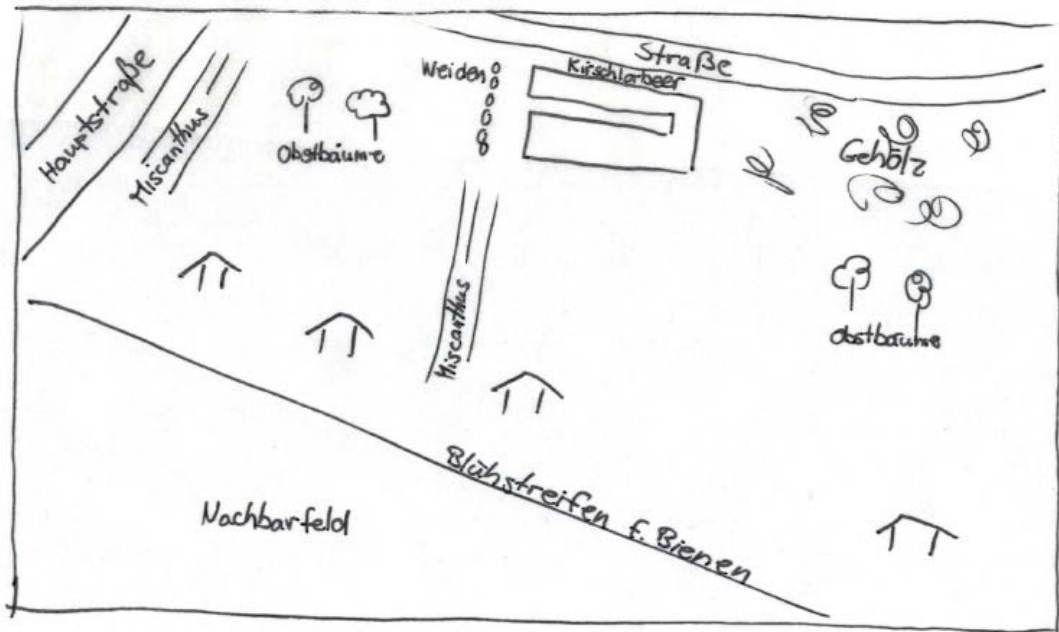 Straße
Kirschlorbeer
Weiden
Hauptstraße
Miscanthus
Obstbäume
Gehölz
Miscanthus
Obstbäume
Blühstreifen f. Bienen
Nachbarfeld